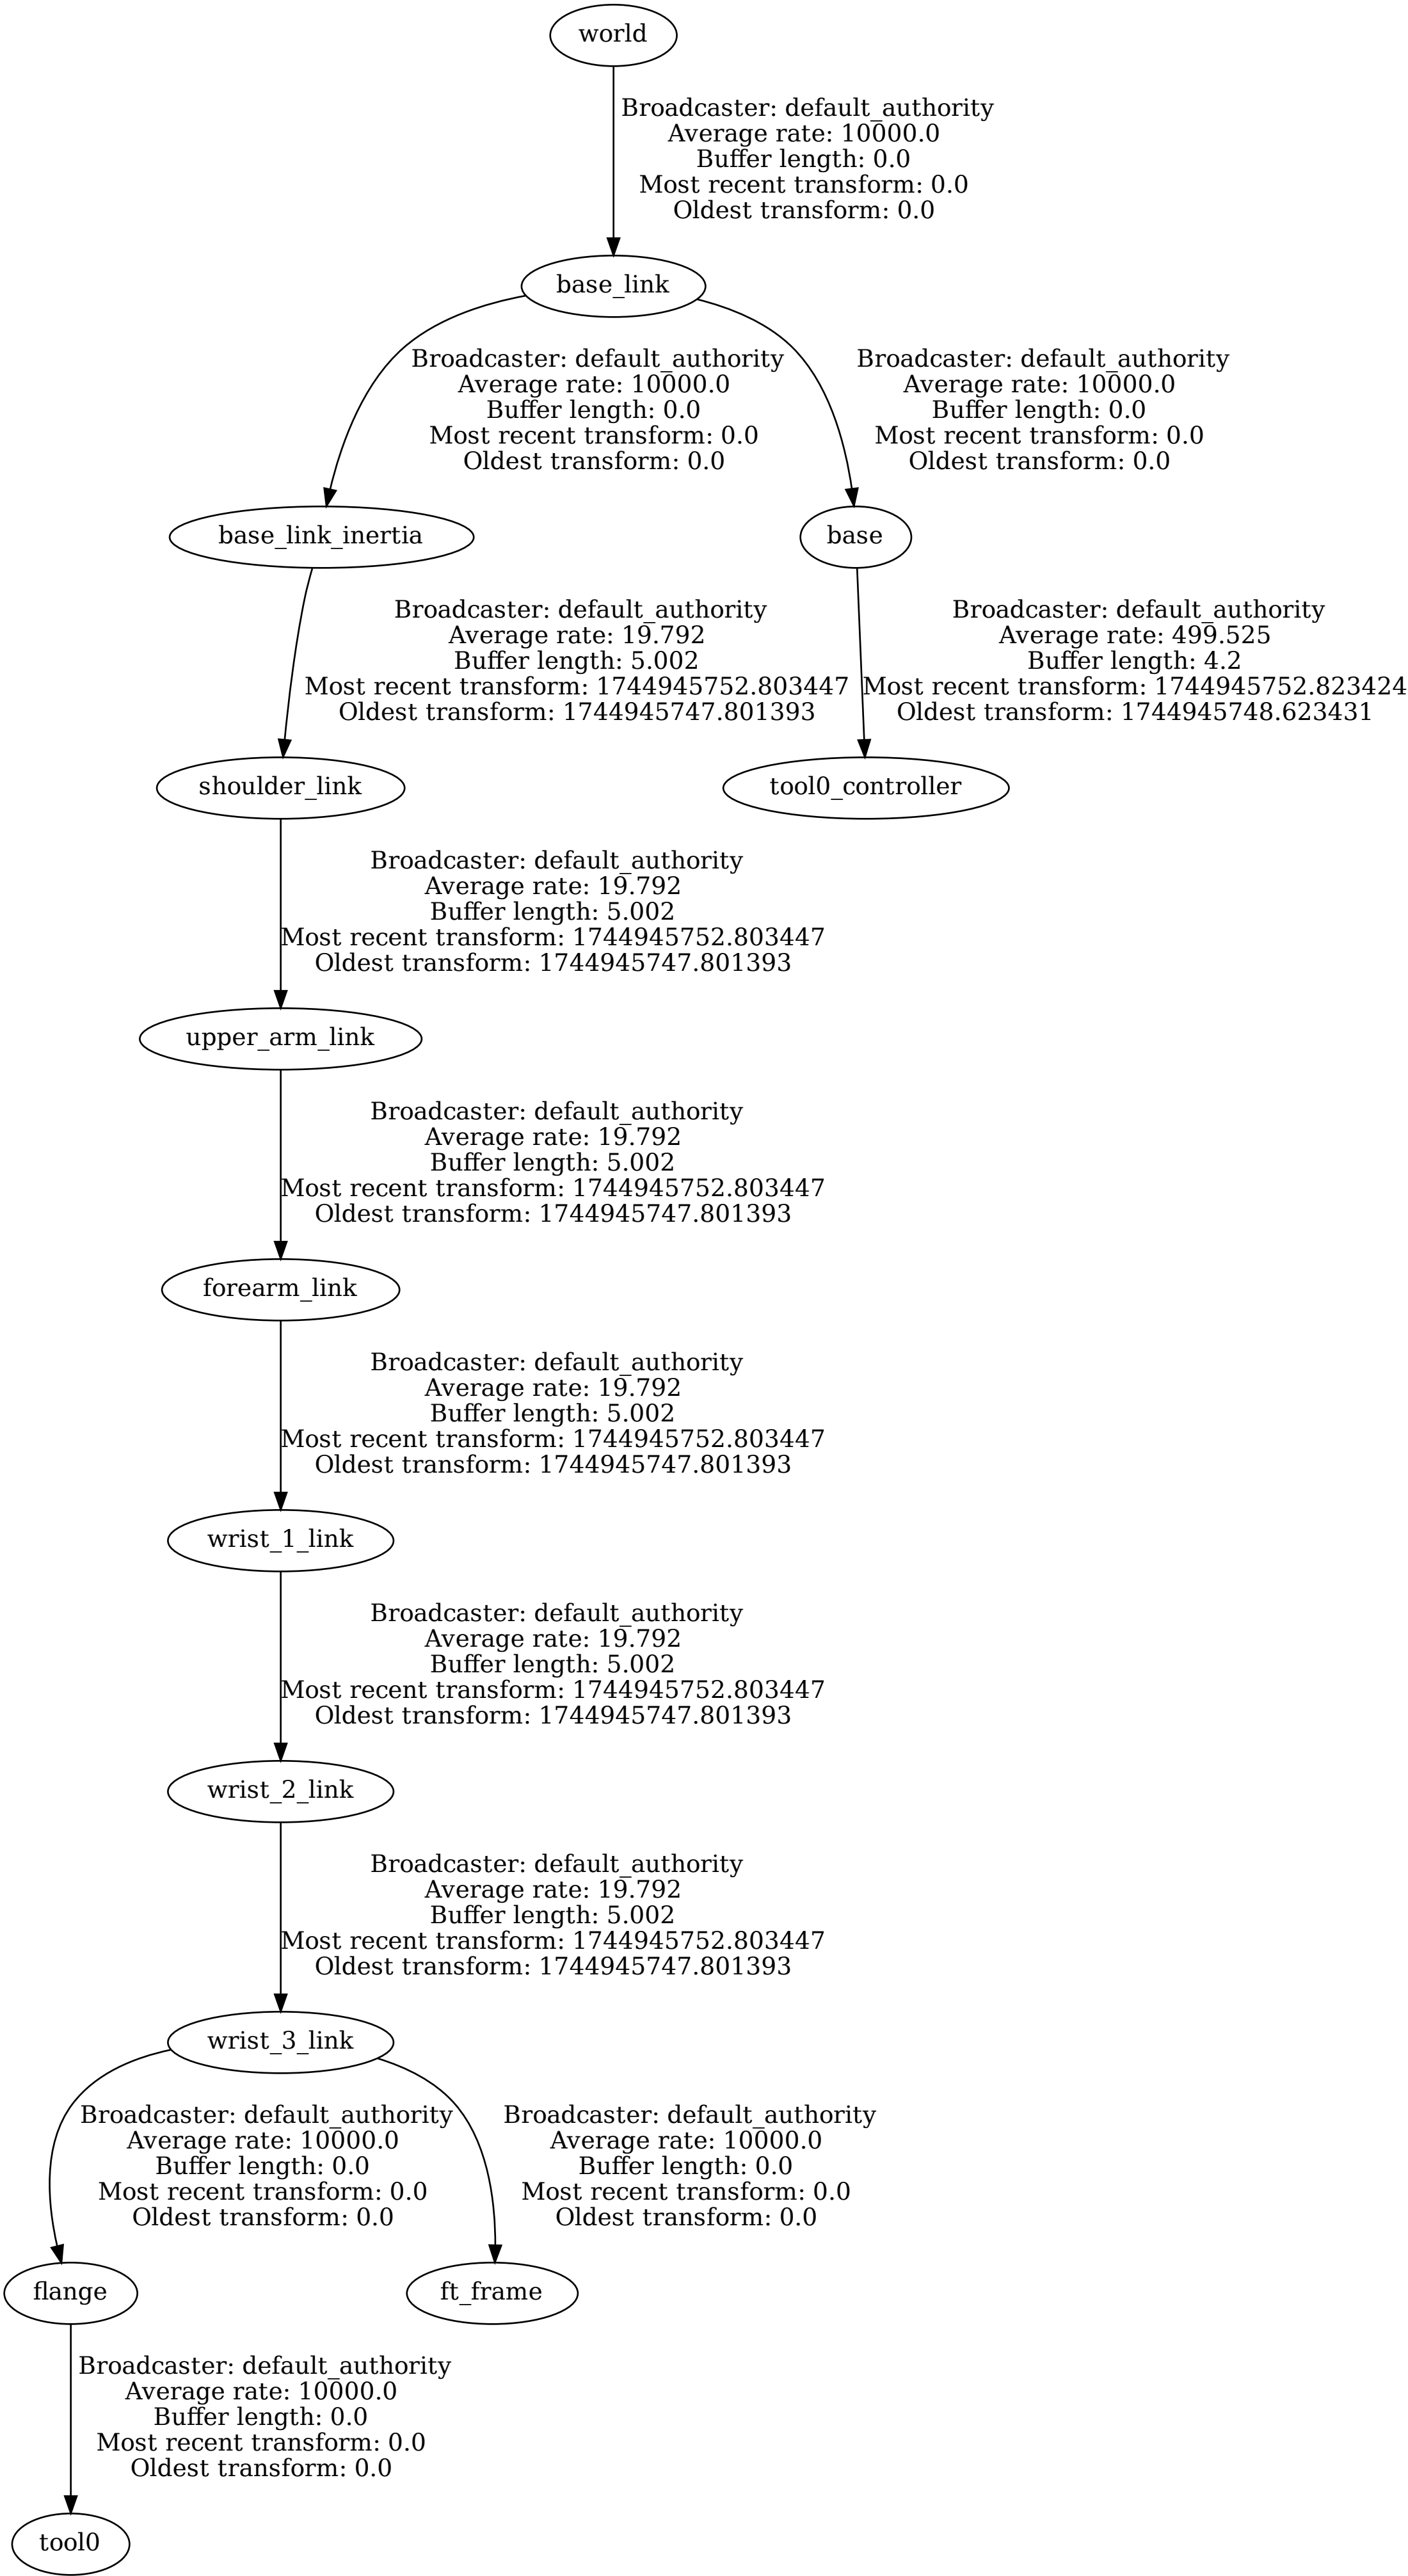 world
Broadcaster: default_authority
Average rate: 10000.0
Buffer length: 0.0
Most recent transform: 0.0
Oldest transform: 0.0
base_link
Broadcaster: default_authority
Average rate: 10000.0
Buffer length: 0.0
Most recent transform: 0.0
Oldest transform: 0.0
Broadcaster: default_authority
Average rate: 10000.0
Buffer length: 0.0
Most recent transform: 0.0
Oldest transform: 0.0
base_link_inertia
base
Broadcaster: default_authority
Average rate: 19.792
Buffer length: 5.002
Most recent transform: 1744945752.803447
Oldest transform: 1744945747.801393
Broadcaster: default_authority
Average rate: 499.525
Buffer length: 4.2
Most recent transform: 1744945752.823424
Oldest transform: 1744945748.623431
shoulder_link
tool0_controller
Broadcaster: default_authority
Average rate: 19.792
Buffer length: 5.002
Most recent transform: 1744945752.803447
Oldest transform: 1744945747.801393
upper_arm_link
Broadcaster: default_authority
Average rate: 19.792
Buffer length: 5.002
Most recent transform: 1744945752.803447
Oldest transform: 1744945747.801393
forearm_link
Broadcaster: default_authority
Average rate: 19.792
Buffer length: 5.002
Most recent transform: 1744945752.803447
Oldest transform: 1744945747.801393
wrist_1_link
Broadcaster: default_authority
Average rate: 19.792
Buffer length: 5.002
Most recent transform: 1744945752.803447
Oldest transform: 1744945747.801393
wrist_2_link
Broadcaster: default_authority
Average rate: 19.792
Buffer length: 5.002
Most recent transform: 1744945752.803447
Oldest transform: 1744945747.801393
wrist_3_link
Broadcaster: default_authority
Average rate: 10000.0
Buffer length: 0.0
Most recent transform: 0.0
Oldest transform: 0.0
Broadcaster: default_authority
Average rate: 10000.0
Buffer length: 0.0
Most recent transform: 0.0
Oldest transform: 0.0
flange
ft_frame
Broadcaster: default_authority
Average rate: 10000.0
Buffer length: 0.0
Most recent transform: 0.0
Oldest transform: 0.0
tool0